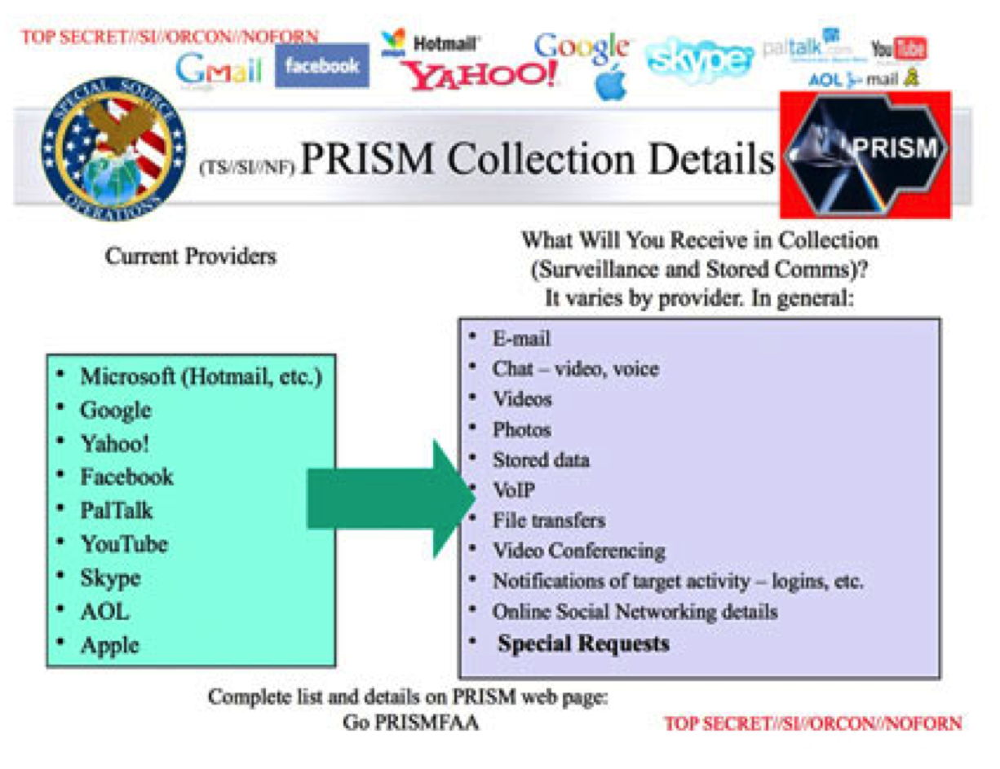 TOP SECRET//SI//ORCON//NOFORN
Gmail
facebook
Hotmail
YAHOO!
Google
skype
paltalk.com
YouTube
AOL mail
SPECIAL SOURCE OPERATIONS
(TS//SI//NF) PRISM Collection Details
PRISM
Current Providers
• Microsoft (Hotmail, etc.)
• Google
• Yahoo!
• Facebook
• PalTalk
• YouTube
• Skype
• AOL
• Apple
What Will You Receive in Collection
(Surveillance and Stored Comms)?
It varies by provider. In general:
• E-mail
• Chat – video, voice
• Videos
• Photos
• Stored data
• VoIP
• File transfers
• Video Conferencing
• Notifications of target activity – logins, etc.
• Online Social Networking details
• Special Requests
Complete list and details on PRISM web page:
Go PRISMFAA
TOP SECRET//SI//ORCON//NOFORN